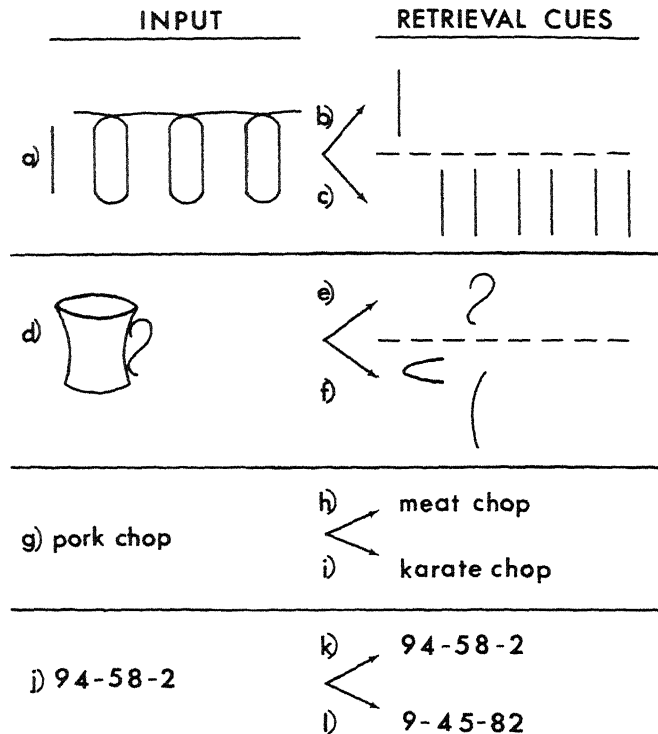 INPUT RETRIEVAL CUES
a) b)
c)
d) e)
f)
g) pork chop h) meat chop
i) karate chop
j) 94-58-2 k) 94-58-2
l) 9-45-82